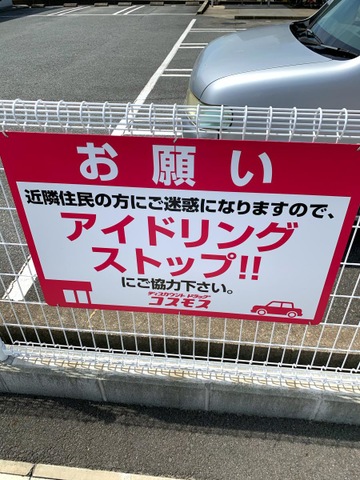 お願い
近隣住民の方にご迷惑になりますので、
アイドリング
ストップ!!
にご協力下さい。
ディスカウントドラッグ
コスモス